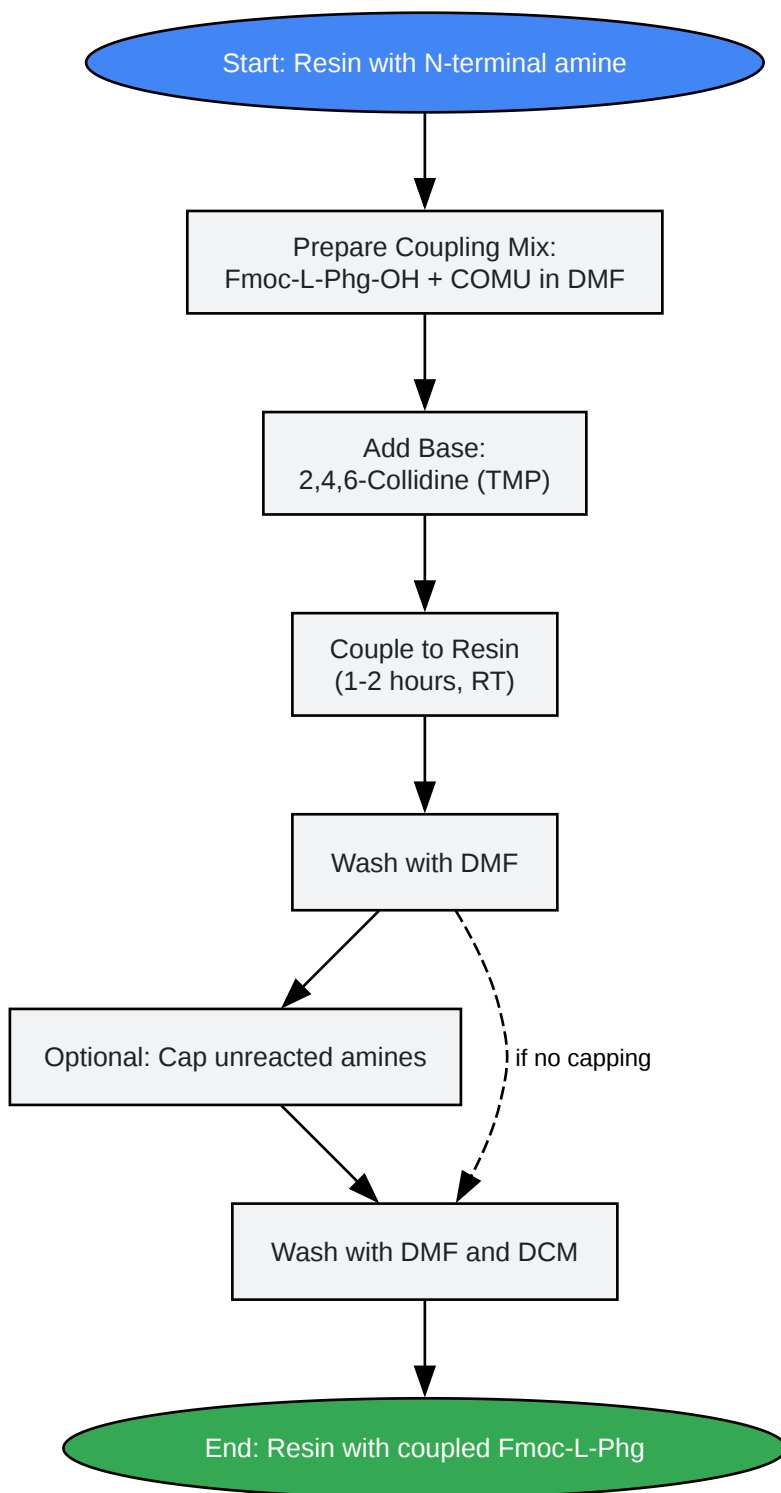 Start: Resin with N-terminal amine
Prepare Coupling Mix:
Fmoc-L-Phg-OH + COMU in DMF
Add Base:
2,4,6-Collidine (TMP)
Couple to Resin
(1-2 hours, RT)
Wash with DMF
Optional: Cap unreacted amines
if no capping
Wash with DMF and DCM
End: Resin with coupled Fmoc-L-Phg